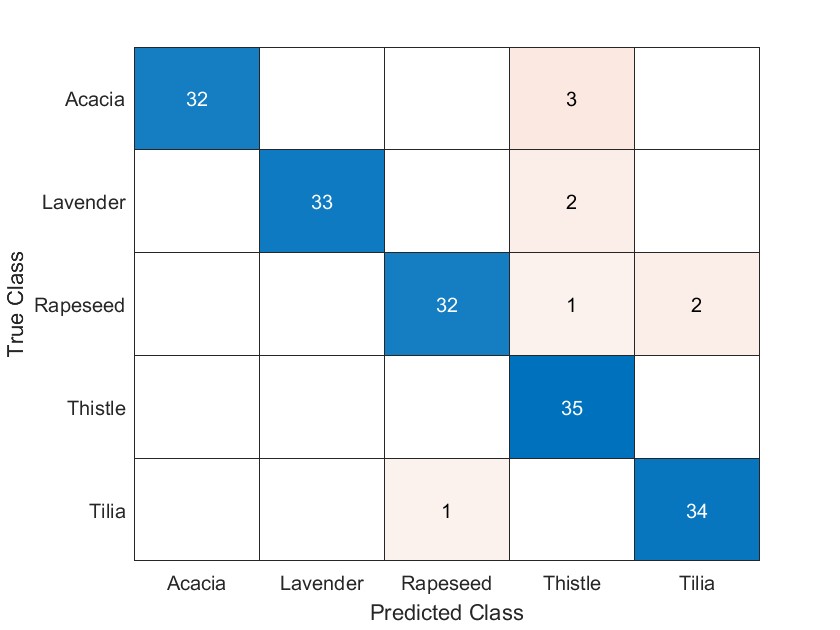 True Class
Acacia 32 3
Lavender 33 2
Rapeseed 32 1 2
Thistle 35
Tilia 1 34
Acacia Lavender Rapeseed Thistle Tilia
Predicted Class